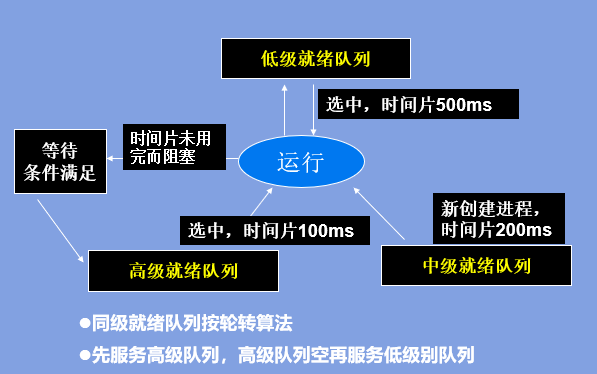 低级就绪队列
选中，时间片500ms
时间片未用
完而阻塞
等待
条件满足
运行
新创建进程，
时间片200ms
选中，时间片100ms
高级就绪队列
中级就绪队列
●同级就绪队列按轮转算法
●先服务高级队列，高级队列空再服务低级别队列